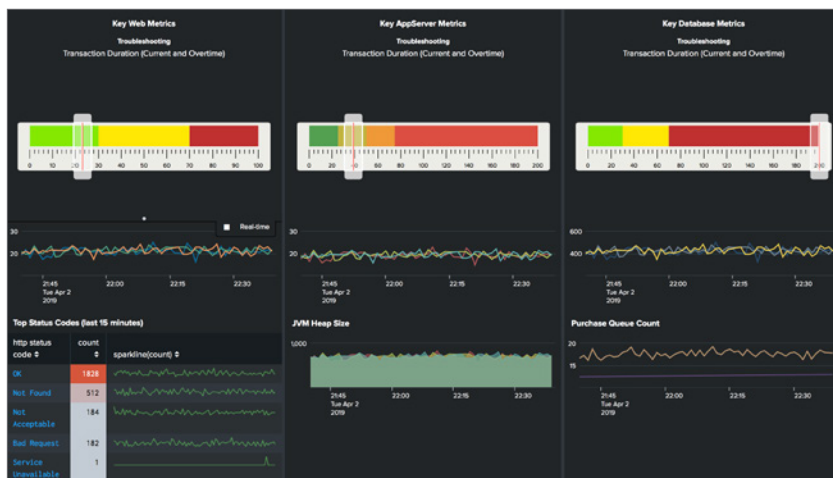 Key Web Metrics
Troubleshooting
Transaction Duration (Current and Overtime)
0 10 20 30 40 50 60 70 80 90 100
Real-time
30
20
21:45 22:00 22:15 22:30
Tue Apr 2
2019
Top Status Codes (last 15 minutes)
http status code count sparkline(count)
OK 1828
Not Found 512
Not Acceptable 184
Bad Request 182
Service Unavailable 1
Key AppServer Metrics
Troubleshooting
Transaction Duration (Current and Overtime)
0 20 40 60 80 100 120 140 160 180 200
30
20
21:45 22:00 22:15 22:30
Tue Apr 2
2019
JVM Heap Size
1,000
21:45 22:00 22:15 22:30
Tue Apr 2
2019
Key Database Metrics
Troubleshooting
Transaction Duration (Current and Overtime)
0 20 40 60 80 100 120 140 160 180 200
600
400
21:45 22:00 22:15 22:30
Tue Apr 2
2019
Purchase Queue Count
20
15
21:45 22:00 22:15 22:30
Tue Apr 2
2019